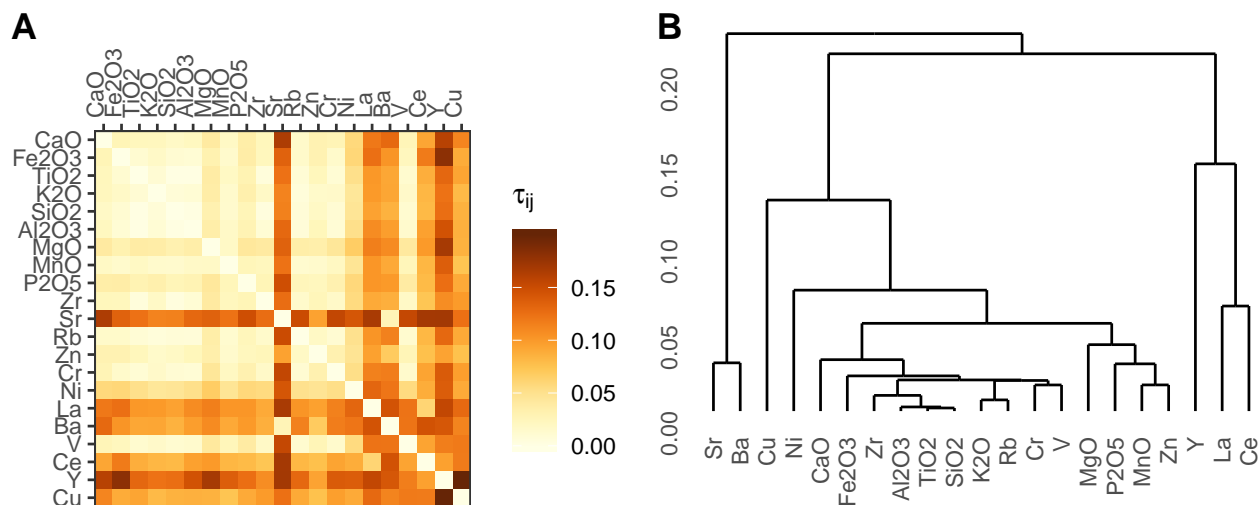 A
CaO
Fe2O3
TiO2
K2O
SiO2
Al2O3
MgO
MnO
P2O5
Zr
Sr
Rb
Zn
Cr
Ni
La
Ba
V
Ce
Y
Cu
CaO
Fe2O3
TiO2
K2O
SiO2
Al2O3
MgO
MnO
P2O5
Zr
Sr
Rb
Zn
Cr
Ni
La
Ba
V
Ce
Y
Cu
τij
0.15
0.10
0.05
0.00
B
0.20
0.15
0.10
0.05
0.00
Sr
Ba
Cu
Ni
CaO
Fe2O3
Zr
Al2O3
TiO2
SiO2
K2O
Rb
Cr
V
MgO
P2O5
MnO
Zn
Y
La
Ce